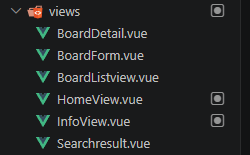 views
BoardDetail.vue
BoardForm.vue
BoardListview.vue
HomeView.vue
InfoView.vue
Searchresult.vue